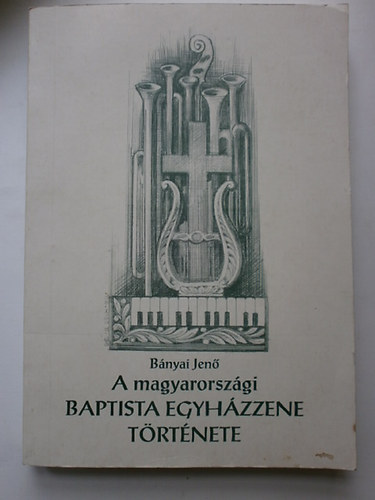 Bányai Jenő
A magyarországi
BAPTISTA EGYHÁZZENE
TÖRTÉNETE